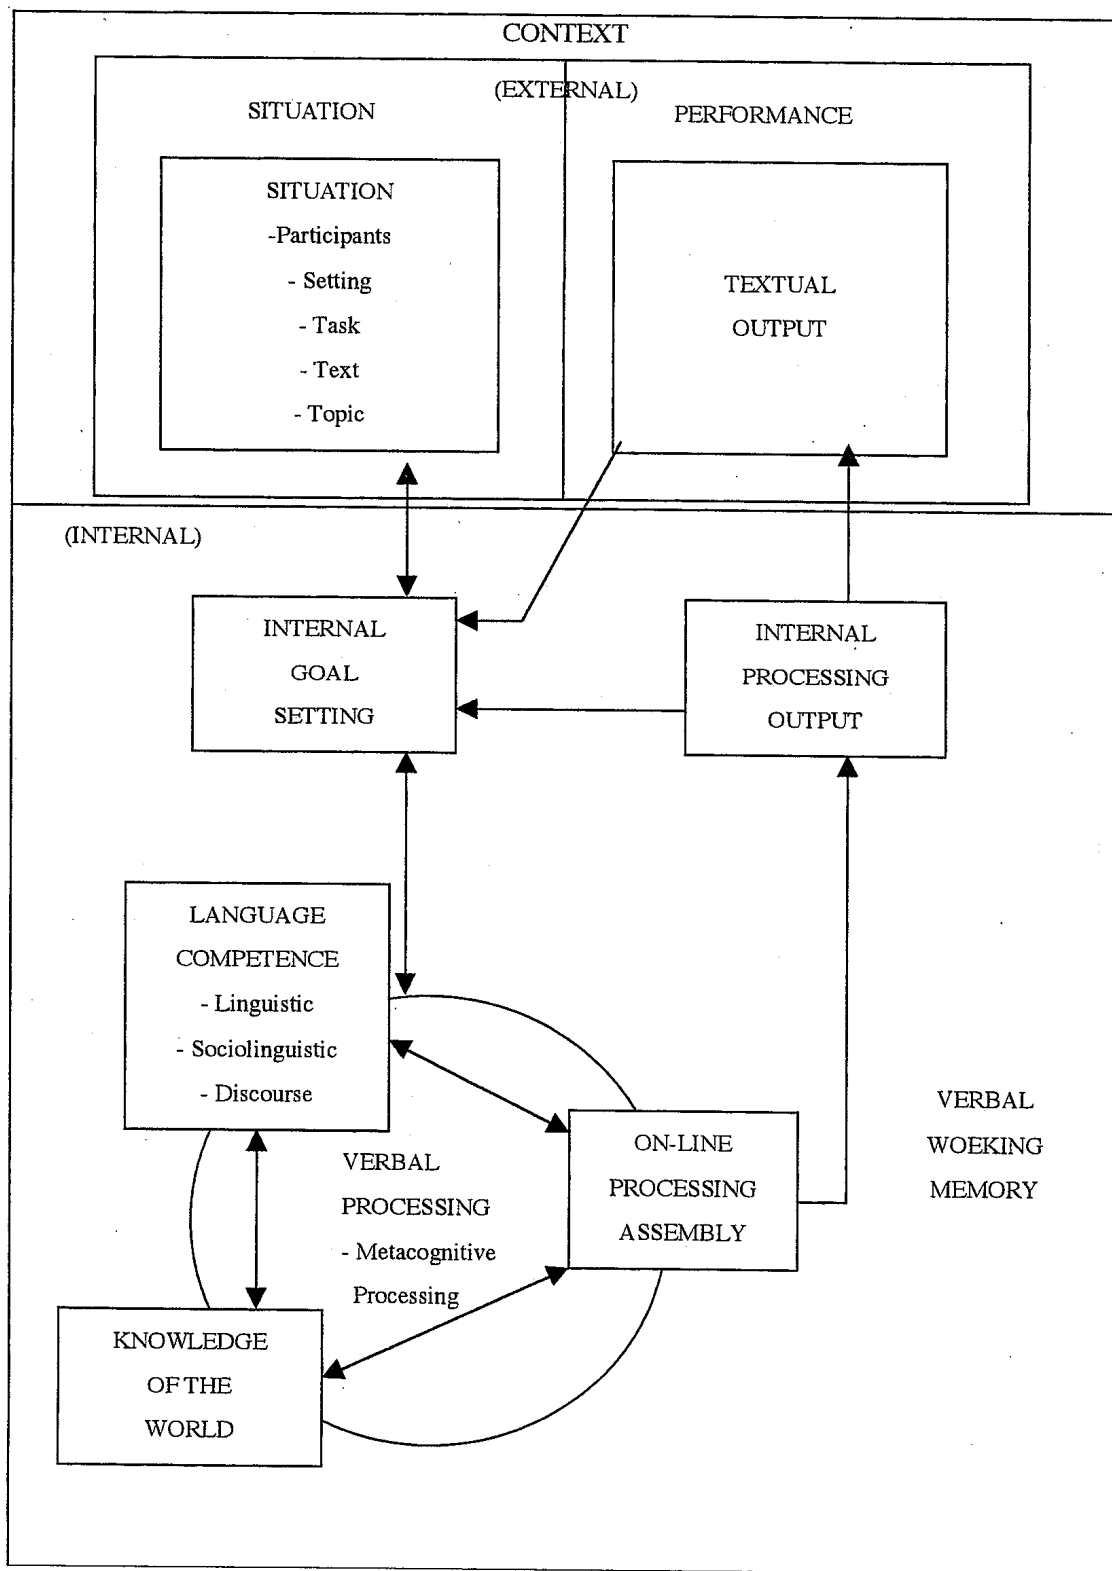 CONTEXT
(EXTERNAL)
SITUATION
PERFORMANCE
SITUATION
-Participants
- Setting
- Task
- Text
- Topic
TEXTUAL
OUTPUT
(INTERNAL)
INTERNAL
GOAL
SETTING
INTERNAL
PROCESSING
OUTPUT
LANGUAGE
COMPETENCE
- Linguistic
- Sociolinguistic
- Discourse
VERBAL
PROCESSING
- Metacognitive
Processing
ON-LINE
PROCESSING
ASSEMBLY
VERBAL
WOEKING
MEMORY
KNOWLEDGE
OF THE
WORLD